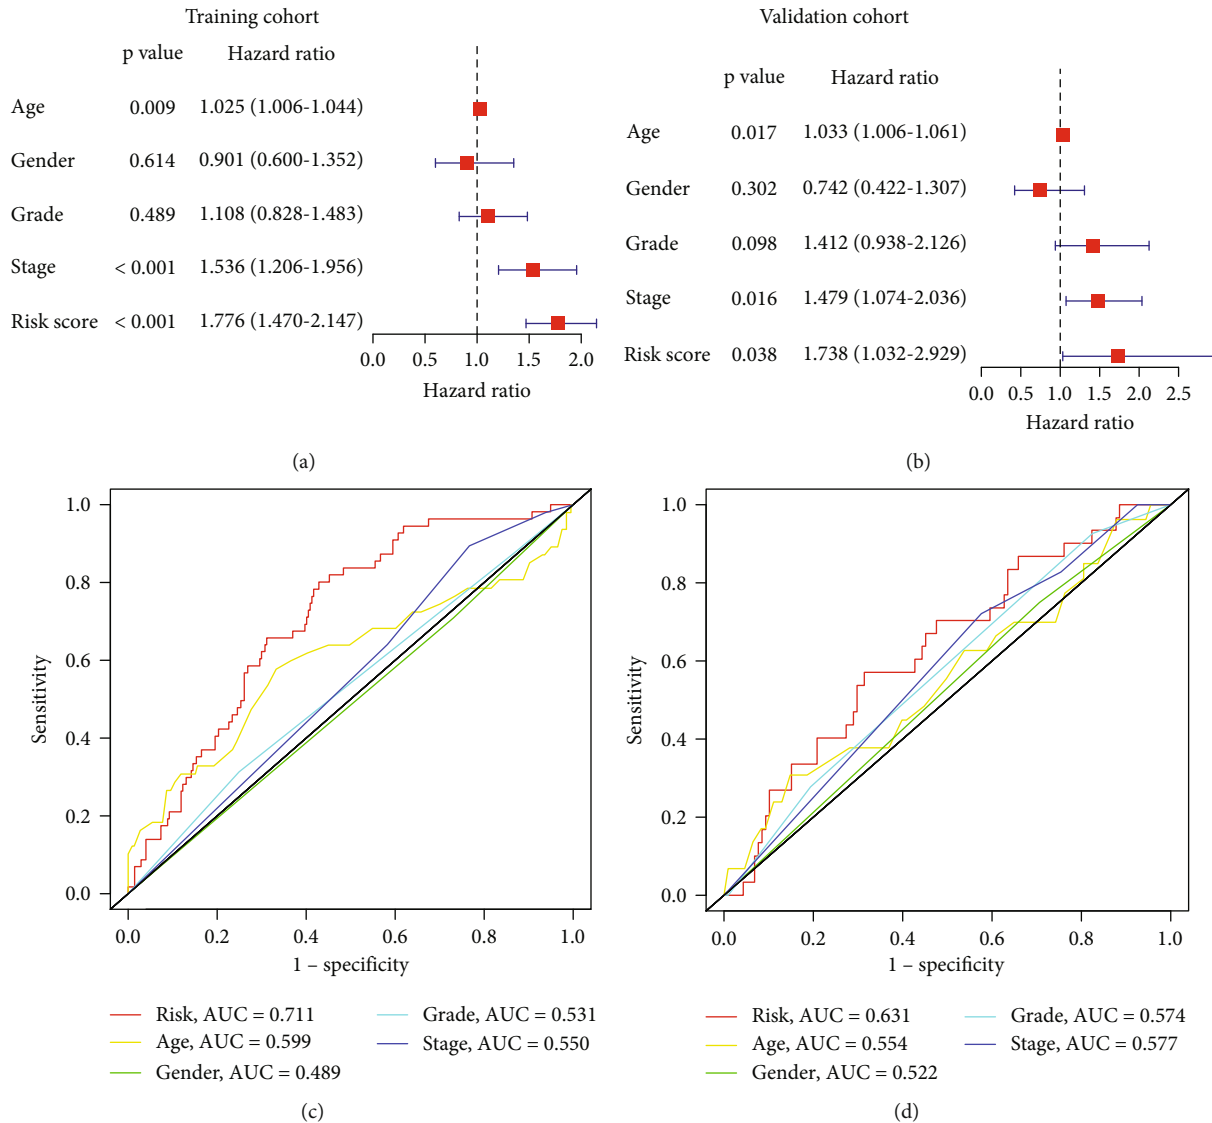 Training cohort
p value Hazard ratio
Age 0.009 1.025 (1.006-1.044)
Gender 0.614 0.901 (0.600-1.352)
Grade 0.489 1.108 (0.828-1.483)
Stage < 0.001 1.536 (1.206-1.956)
Risk score < 0.001 1.776 (1.470-2.147)
0.0 0.5 1.0 1.5 2.0
Hazard ratio
(a)
Validation cohort
p value Hazard ratio
Age 0.017 1.033 (1.006-1.061)
Gender 0.302 0.742 (0.422-1.307)
Grade 0.098 1.412 (0.938-2.126)
Stage 0.016 1.479 (1.074-2.036)
Risk score 0.038 1.738 (1.032-2.929)
0.0 0.5 1.0 1.5 2.0 2.5
Hazard ratio
(b)
Sensitivity
1.0
0.8
0.6
0.4
0.2
0.0
0.0 0.2 0.4 0.6 0.8 1.0
1 – specificity
Risk, AUC = 0.711
Age, AUC = 0.599
Gender, AUC = 0.489
Grade, AUC = 0.531
Stage, AUC = 0.550
(c)
Sensitivity
1.0
0.8
0.6
0.4
0.2
0.0
0.0 0.2 0.4 0.6 0.8 1.0
1 – specificity
Risk, AUC = 0.631
Age, AUC = 0.554
Gender, AUC = 0.522
Grade, AUC = 0.574
Stage, AUC = 0.577
(d)